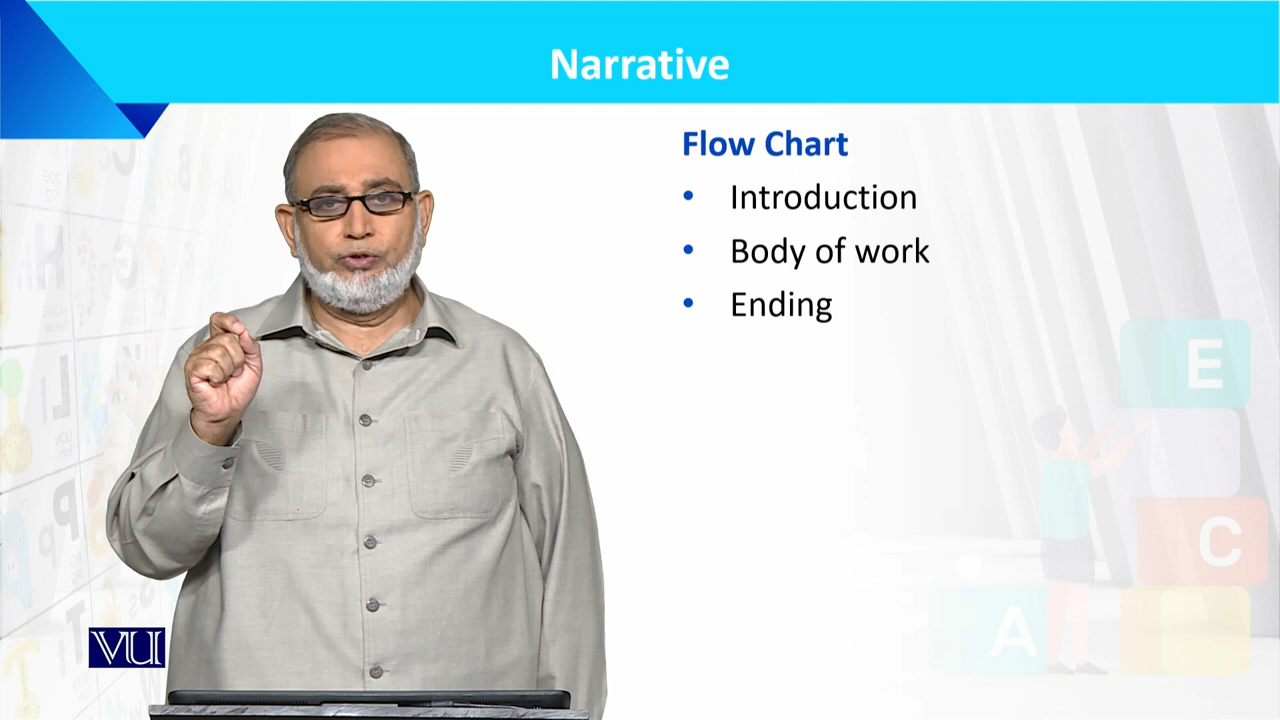 Narrative
Flow Chart
• Introduction
• Body of work
• Ending
E
C
A
VU